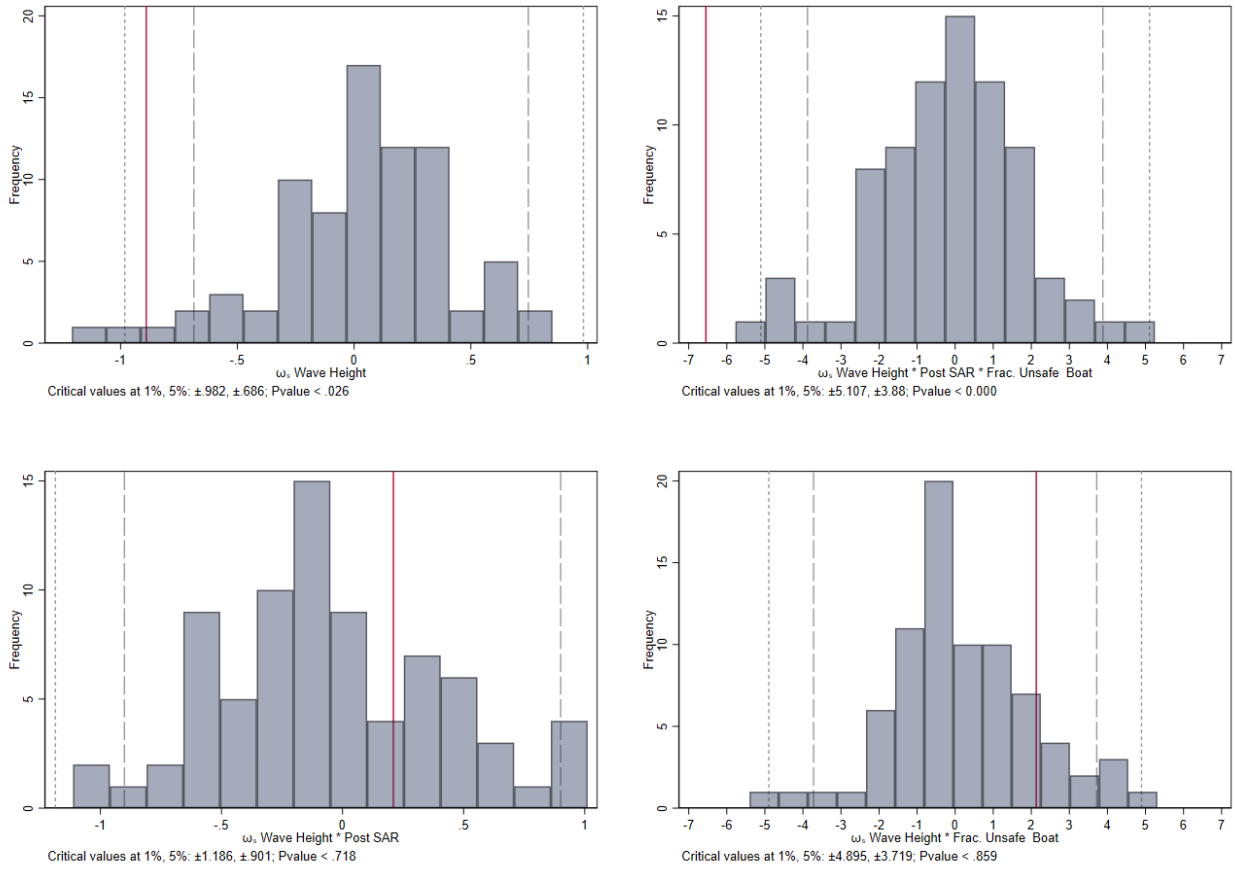 20
15
10
5
0
Frequency
-1
-.5
0
.5
1
ωₛ Wave Height
Critical values at 1%, 5%: ±.982, ±.686; Pvalue < .026
15
10
5
0
Frequency
-7 -6 -5 -4 -3 -2 -1 0 1 2 3 4 5 6 7
ωₛ Wave Height * Post SAR * Frac. Unsafe Boat
Critical values at 1%, 5%: ±5.107, ±3.88; Pvalue < 0.000
15
10
5
0
Frequency
-1
-.5
0
.5
1
ωₛ Wave Height * Post SAR
Critical values at 1%, 5%: ±1.186, ±.901; Pvalue < .718
20
15
10
5
0
Frequency
-7 -6 -5 -4 -3 -2 -1 0 1 2 3 4 5 6 7
ωₛ Wave Height * Frac. Unsafe Boat
Critical values at 1%, 5%: ±4.895, ±3.719; Pvalue < .859